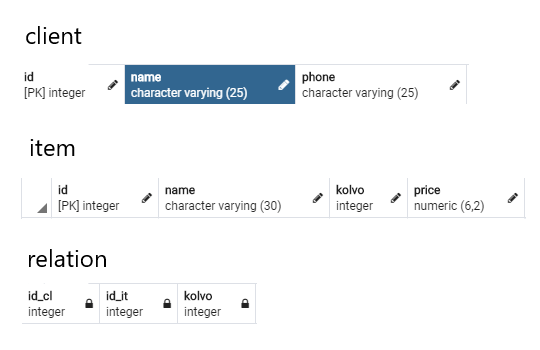 client
id name phone
[PK] integer character varying (25) character varying (25)
item
id name kolvo price
[PK] integer character varying (30) integer numeric (6,2)
relation
id_cl id_it kolvo
integer integer integer